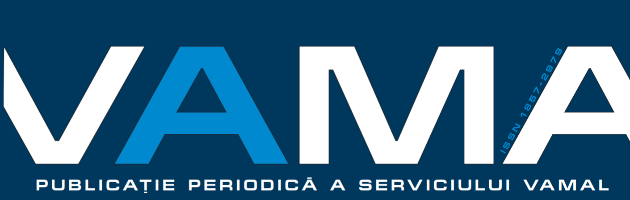 VAMA
ISSN 1857-2979
PUBLICAȚIE PERIODICĂ A SERVICIULUI VAMAL